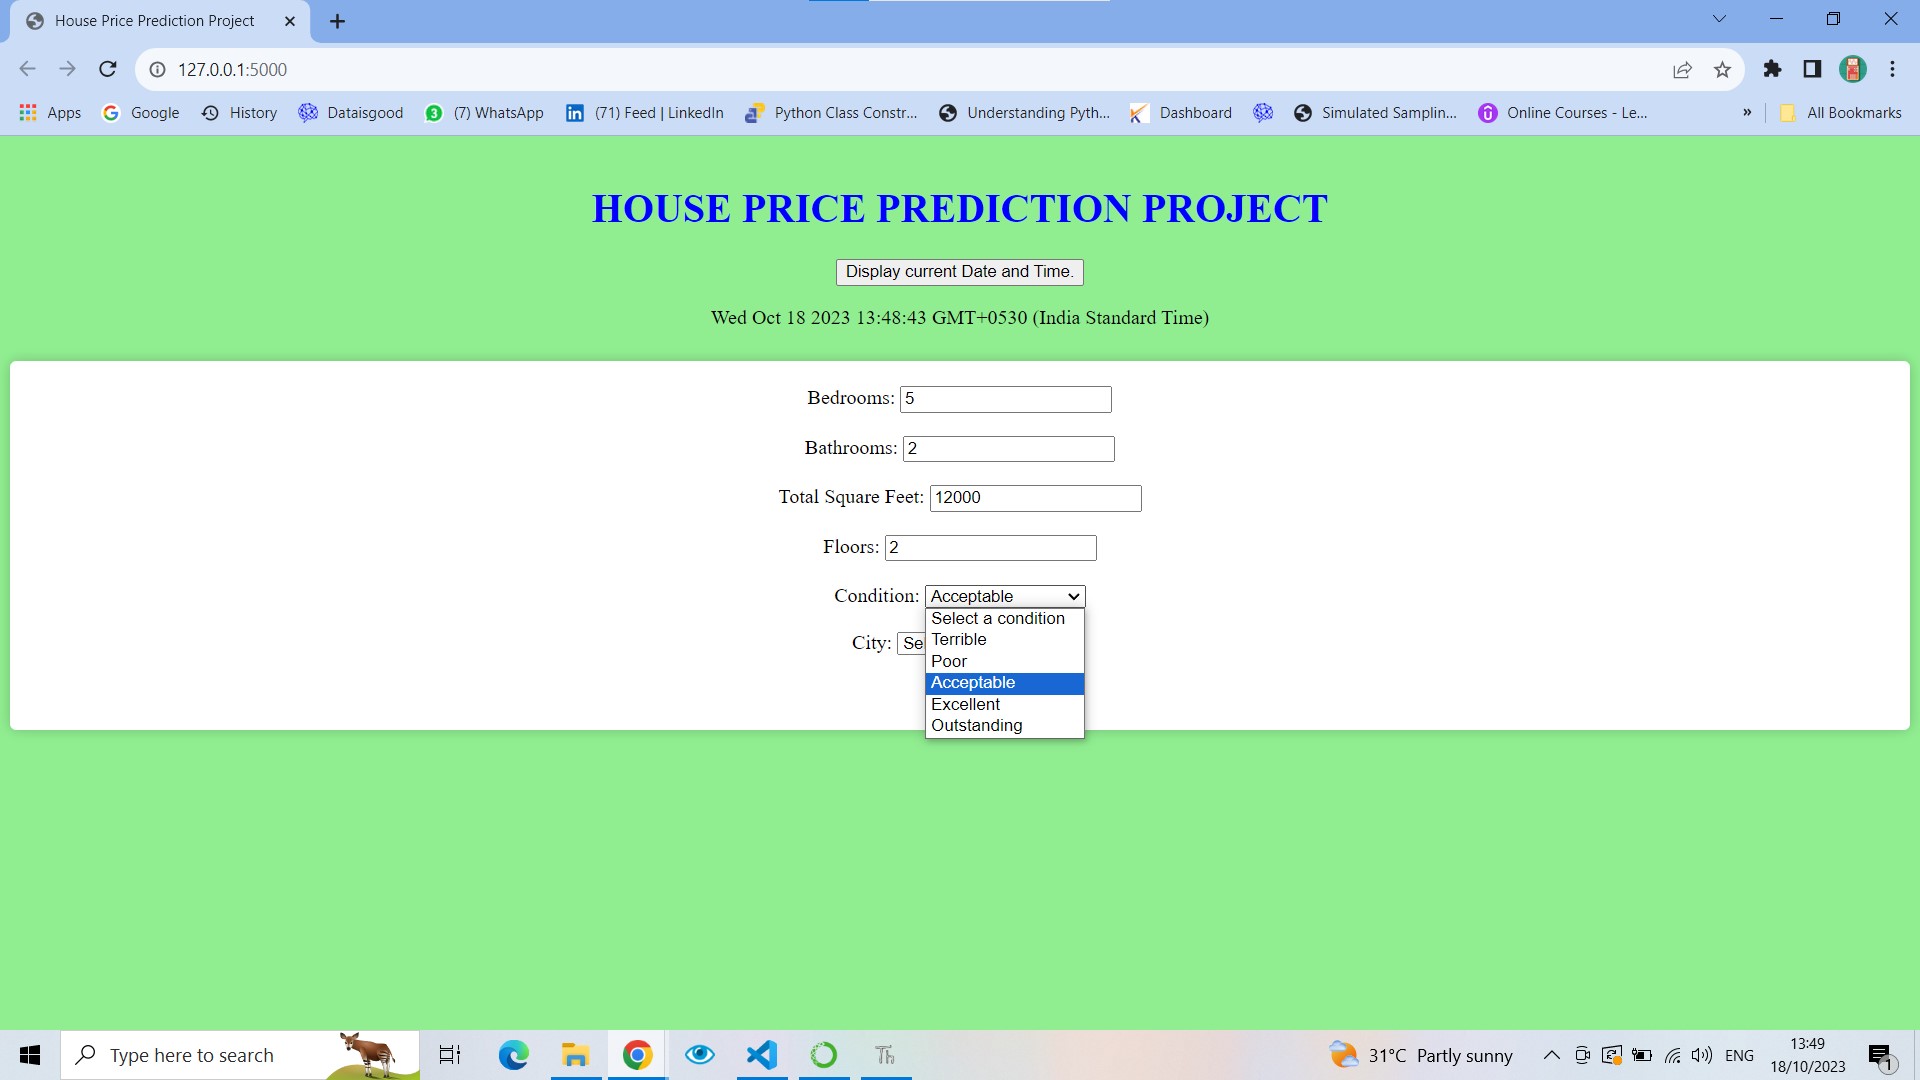 House Price Prediction Project
127.0.0.1:5000
Apps Google History Dataisgood (7) WhatsApp (71) Feed | LinkedIn Python Class Constr... Understanding Pyth... Dashboard Simulated Samplin... Online Courses - Le... » All Bookmarks
HOUSE PRICE PREDICTION PROJECT
Display current Date and Time.
Wed Oct 18 2023 13:48:43 GMT+0530 (India Standard Time)
Bedrooms: 5
Bathrooms: 2
Total Square Feet: 12000
Floors: 2
Condition: Acceptable
Select a condition
Terrible
Poor
Acceptable
Excellent
Outstanding
City: Se
Type here to search
Th
31°C Partly sunny
ENG
13:49
18/10/2023
1